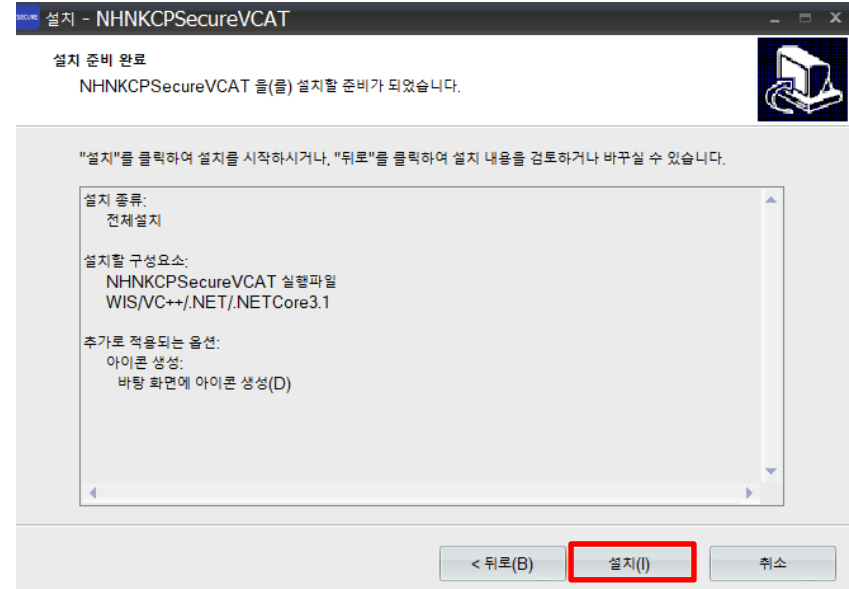 SECURE 설치 - NHNKCPSecureVCAT
설치 준비 완료
NHNKCPSecureVCAT 을(를) 설치할 준비가 되었습니다.
"설치"를 클릭하여 설치를 시작하시거나, "뒤로"를 클릭하여 설치 내용을 검토하거나 바꾸실 수 있습니다.
설치 종류:
전체설치
설치할 구성요소:
NHNKCPSecureVCAT 실행파일
WIS/VC++/.NET/.NETCore3.1
추가로 적용되는 옵션:
아이콘 생성:
바탕 화면에 아이콘 생성(D)
< 뒤로(B) 설치(I) 취소